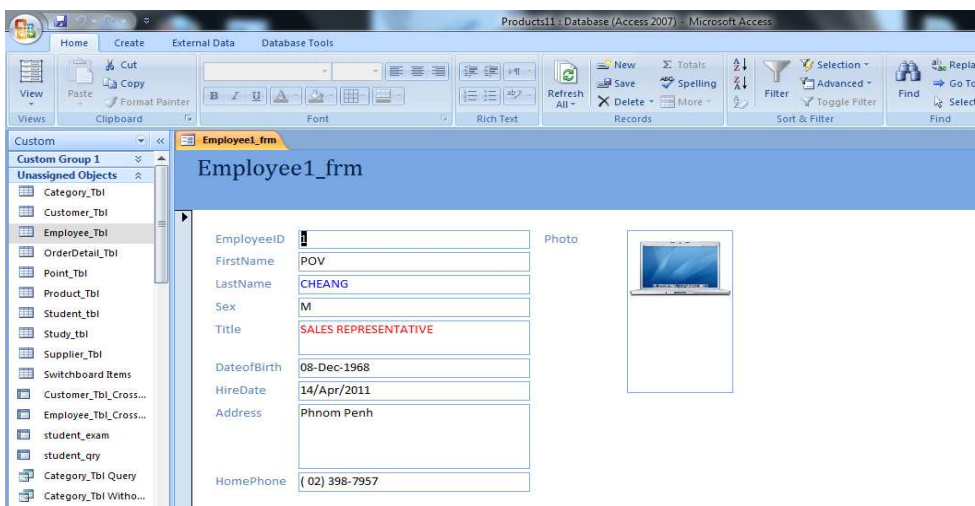 Products11 : Database (Access 2007) - Microsoft Access
Home Create External Data Database Tools
View
Views
Paste
Cut
Copy
Format Painter
Clipboard
B I U A
Font
Rich Text
Refresh All
New
Save
Delete
Totals
Spelling
More
Records
Filter
Selection
Advanced
Toggle Filter
Sort & Filter
Find
Repla
Go To
Select
Find
Custom
Custom Group 1
Unassigned Objects
Category_Tbl
Customer_Tbl
Employee_Tbl
OrderDetail_Tbl
Point_Tbl
Product_Tbl
Student_tbl
Study_tbl
Supplier_Tbl
Switchboard Items
Customer_Tbl_Cross...
Employee_Tbl_Cross...
student_exam
student_qry
Category_Tbl Query
Category_Tbl Witho...
Employee1_frm
Employee1_frm
EmployeeID 1
FirstName POV
LastName CHEANG
Sex M
Title SALES REPRESENTATIVE
DateofBirth 08-Dec-1968
HireDate 14/Apr/2011
Address Phnom Penh
HomePhone ( 02) 398-7957
Photo